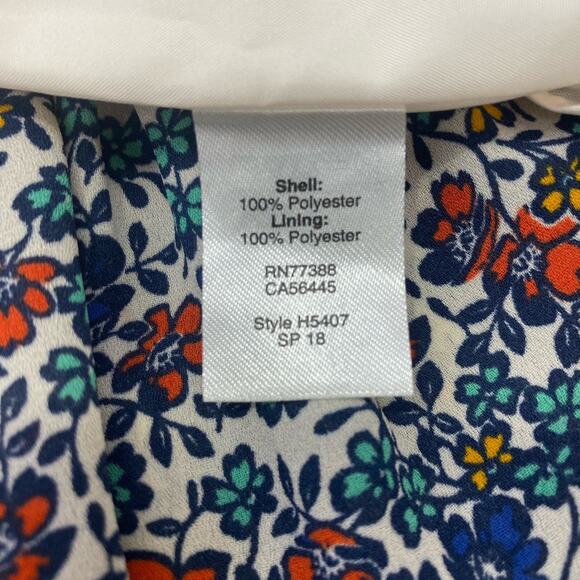 Shell:
100% Polyester
Lining:
100% Polyester
RN77388
CA56445
Style H5407
SP 18